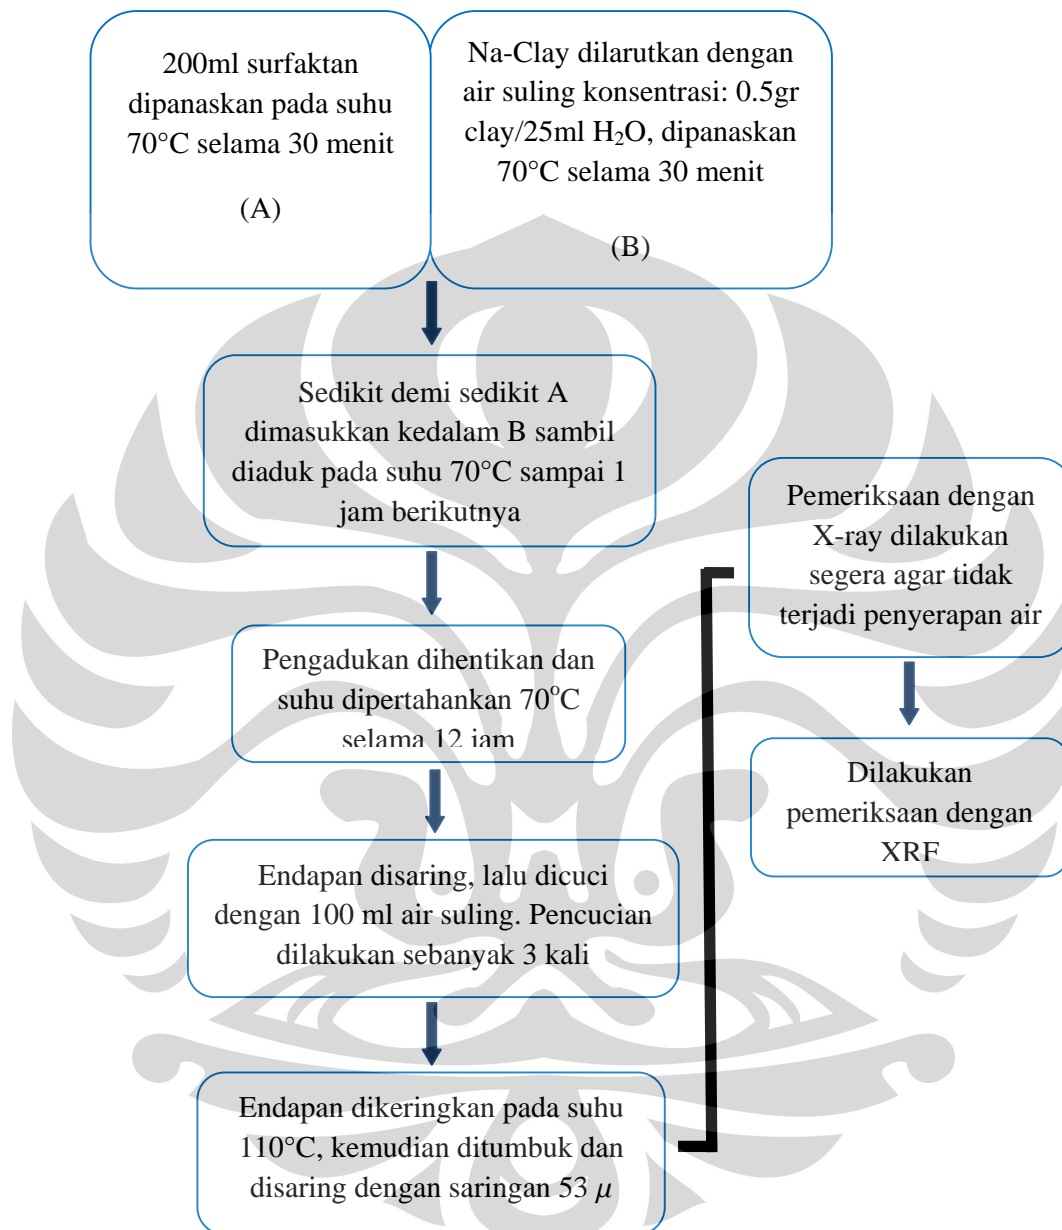 200ml surfaktan
dipanaskan pada suhu
70°C selama 30 menit
(A)
Na-Clay dilarutkan dengan
air suling konsentrasi: 0.5gr
clay/25ml H₂O, dipanaskan
70°C selama 30 menit
(B)
Sedikit demi sedikit A
dimasukkan kedalam B sambil
diaduk pada suhu 70°C sampai 1
jam berikutnya
Pengadukan dihentikan dan
suhu dipertahankan 70°C
selama 12 jam
Endapan disaring, lalu dicuci
dengan 100 ml air suling. Pencucian
dilakukan sebanyak 3 kali
Endapan dikeringkan pada suhu
110°C, kemudian ditumbuk dan
disaring dengan saringan 53 μ
Pemeriksaan dengan
X-ray dilakukan
segera agar tidak
terjadi penyerapan air
Dilakukan
pemeriksaan dengan
XRF